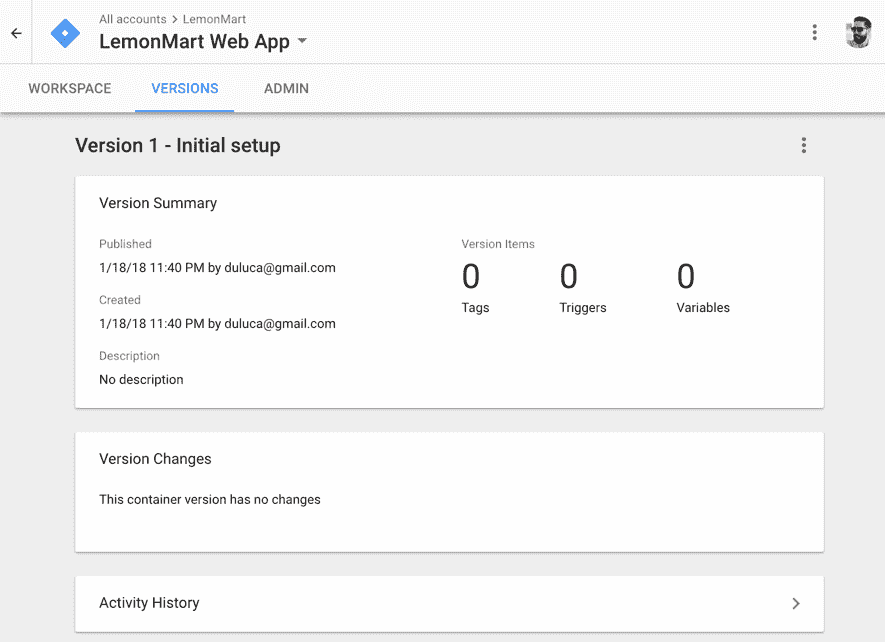 All accounts > LemonMart
LemonMart Web App
WORKSPACE VERSIONS ADMIN
Version 1 - Initial setup
Version Summary
Published
1/18/18 11:40 PM by duluca@gmail.com
Created
1/18/18 11:40 PM by duluca@gmail.com
Description
No description
Version Items
0 0 0
Tags Triggers Variables
Version Changes
This container version has no changes
Activity History